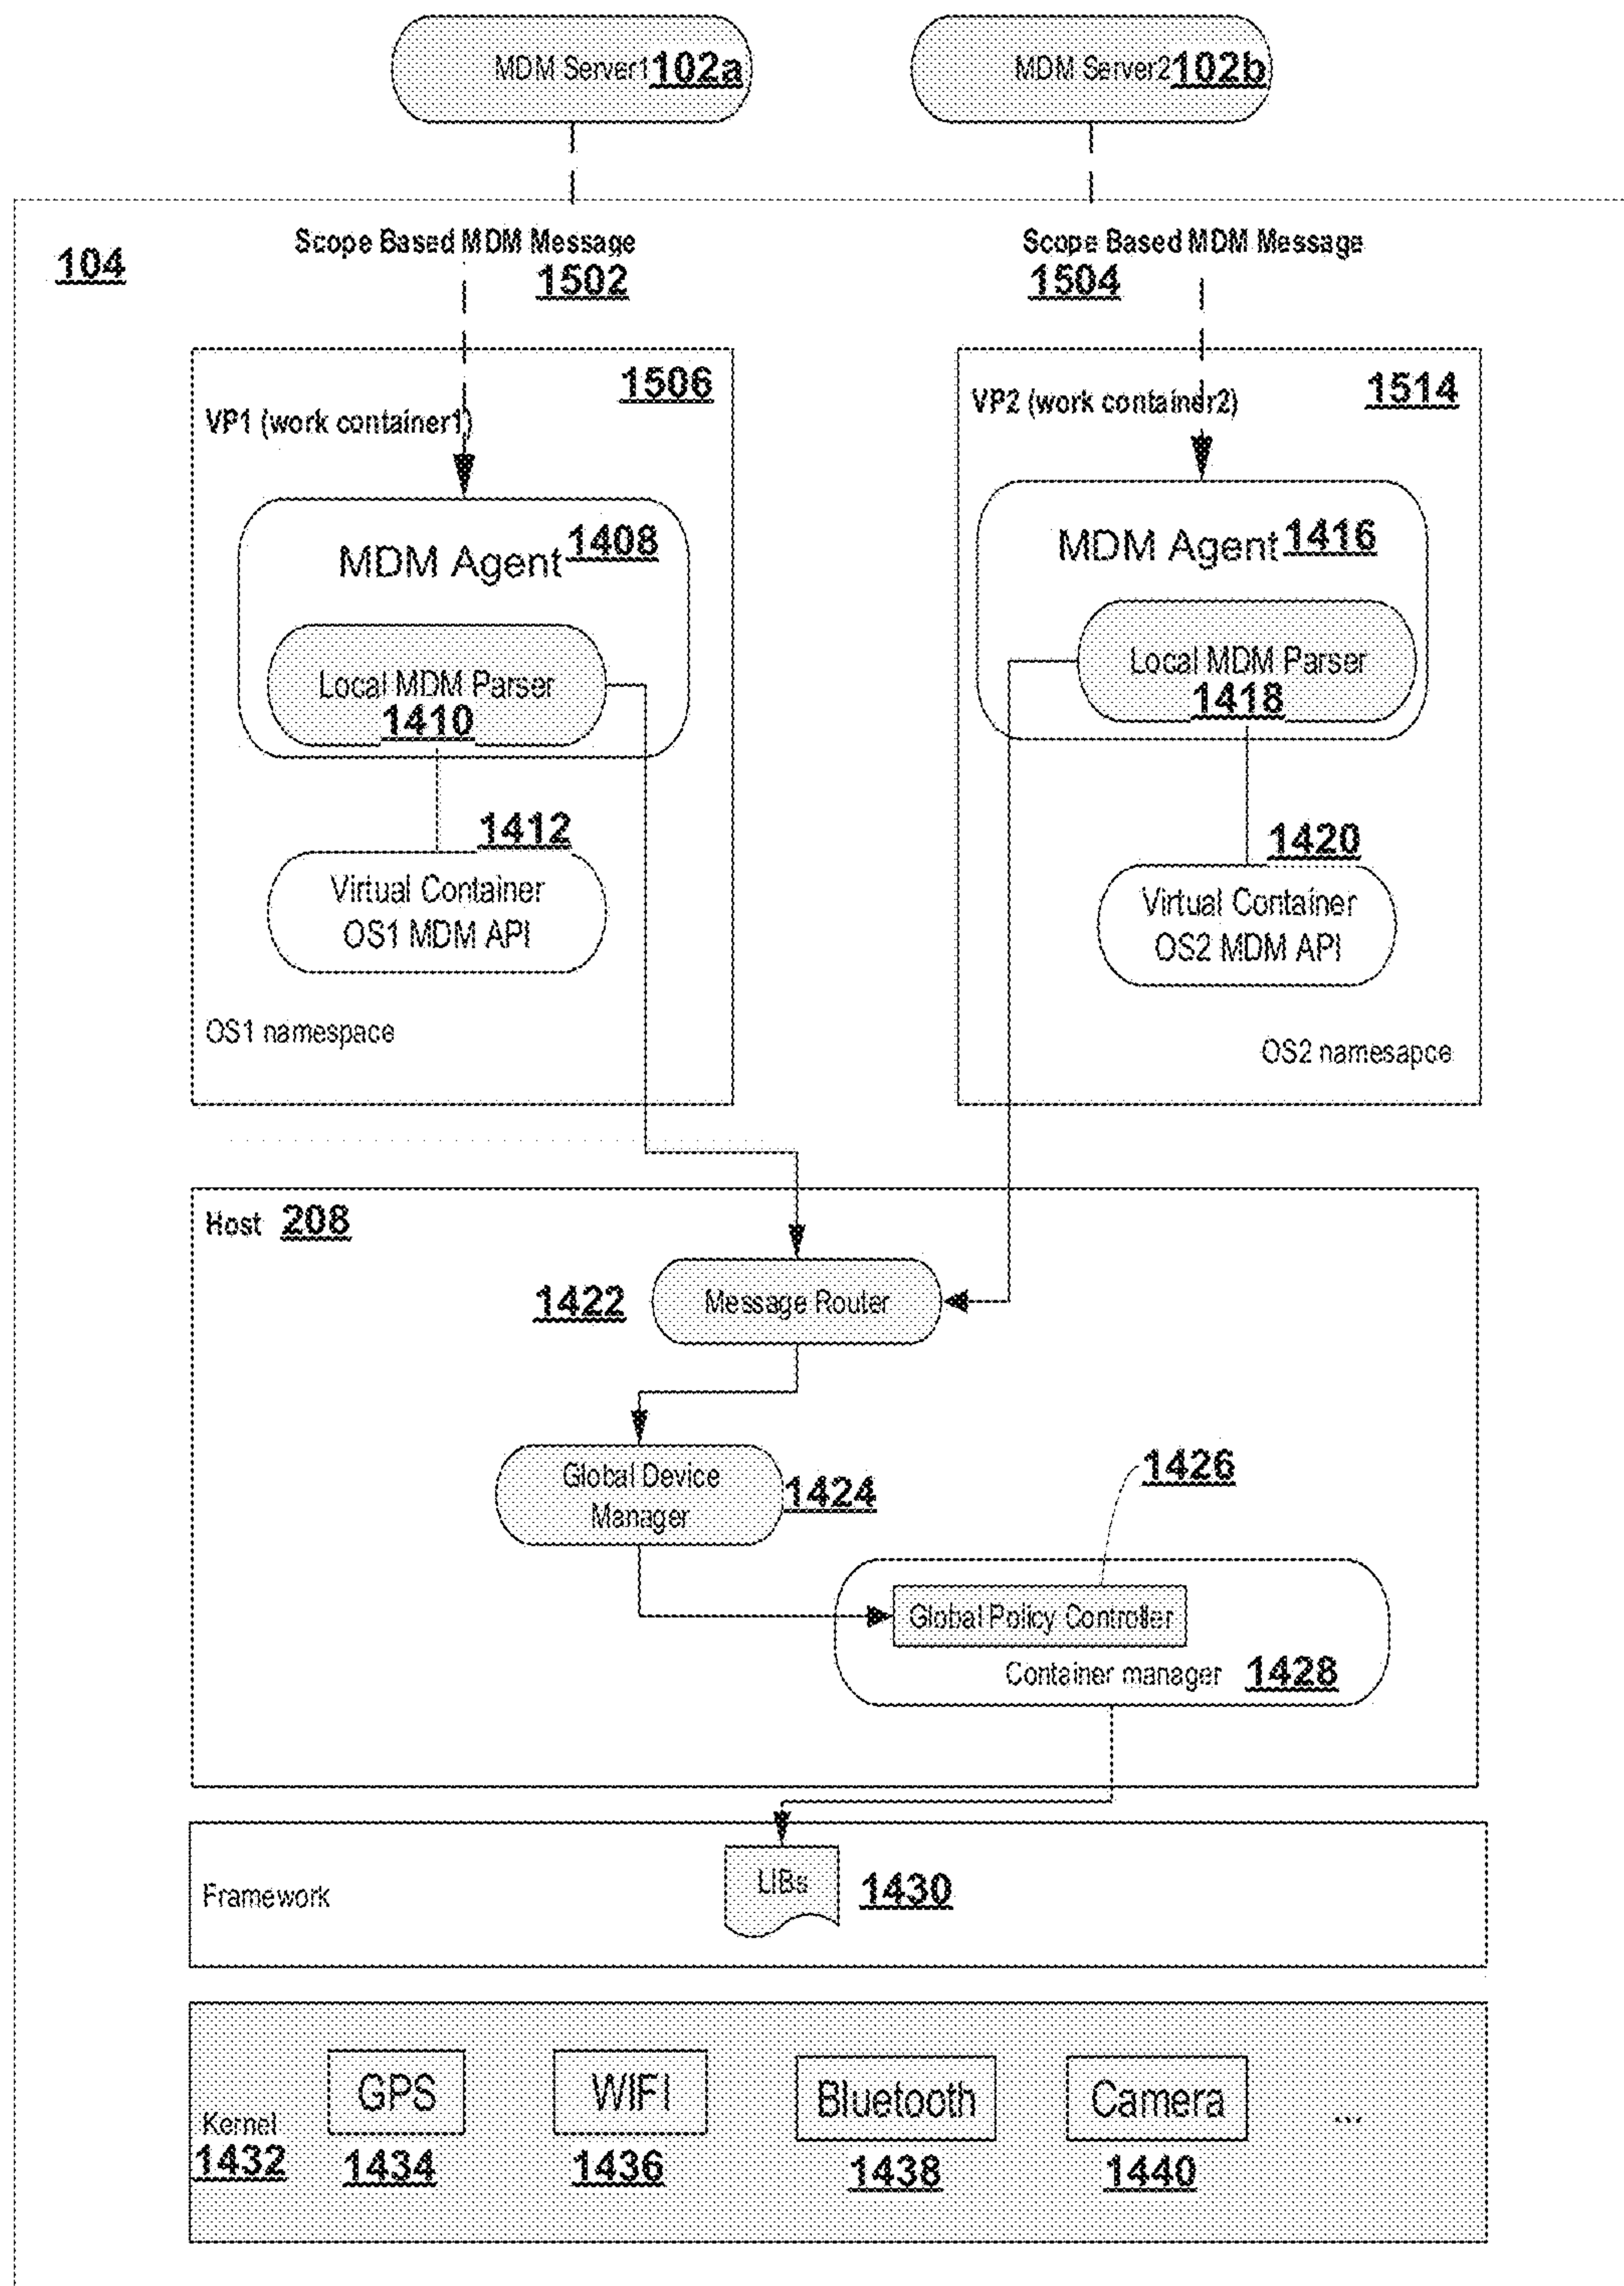 MDM Server1 102a
MDM Server2 102b
104
Scope Based MDM Message
1502
Scope Based MDM Message
1504
1506
VP1 (work container1)
MDM Agent 1408
Local MDM Parser
1410
1412
Virtual Container
OS1 MDM API
OS1 namespace
1514
VP2 (work container2)
MDM Agent 1416
Local MDM Parser
1418
1420
Virtual Container
OS2 MDM API
OS2 namesapce
Host 208
1422
Message Router
Global Device
Manager
1424
1426
Global Policy Controller
Container manager 1428
Framework
LIBs
1430
Kernel
1432
GPS
1434
WIFI
1436
Bluetooth
1438
Camera
1440
...